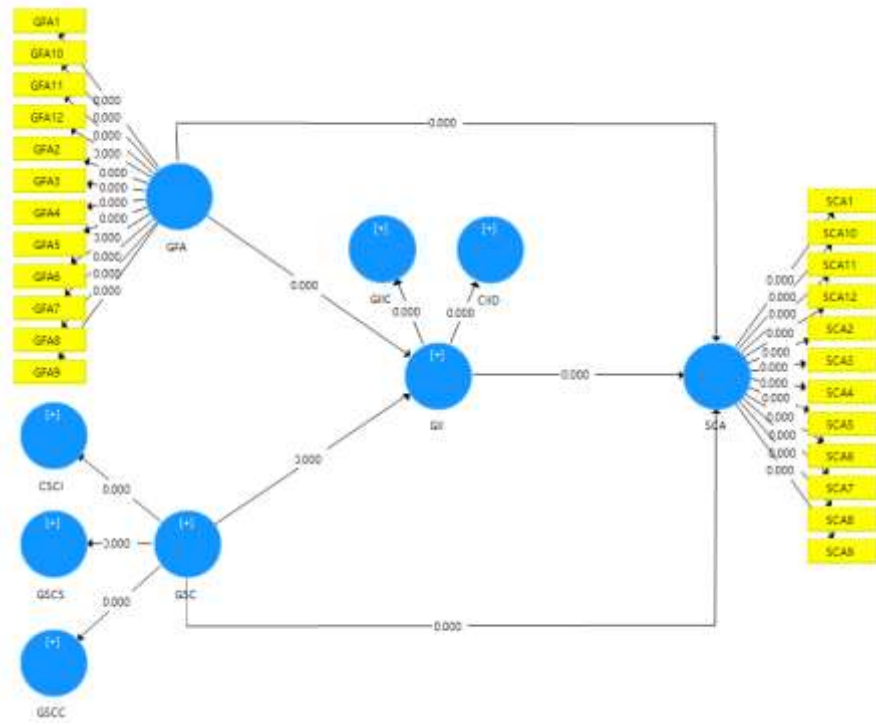 GFA1
GFA10
GFA11
GFA12
GFA2
GFA3
GFA4
GFA5
GFA6
GFA7
GFA8
GFA9
0.000
0.000
0.000
0.000
0.000
0.000
0.000
0.000
0.000
0.000
0.000
GFA
0.000
0.000
[+]
GIIC
[+]
0.000
0.000
[+]
GII
0.000
SCA
SCA1
SCA10
SCA11
SCA12
SCA2
SCA3
SCA4
SCA5
SCA6
SCA7
SCA8
SCA9
0.000
0.000
0.000
0.000
0.000
0.000
0.000
0.000
0.000
0.000
0.000
[+]
0.000
0.000
[+]
GSCS
0.000
[+]
GSC
0.000
[+]
GSCC
0.000